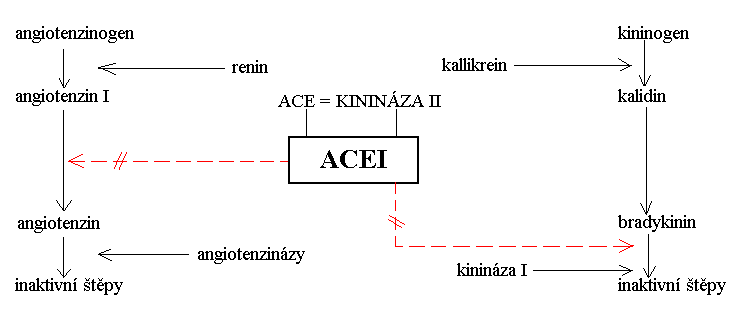 angiotenzinogen
kininogen
renin
kallikrein
angiotenzin I
ACE = KININÁZA II
kalidin
ACEI
angiotenzin
bradykinin
angiotenzinázy
kinináza I
inaktivní štěpy
inaktivní štěpy